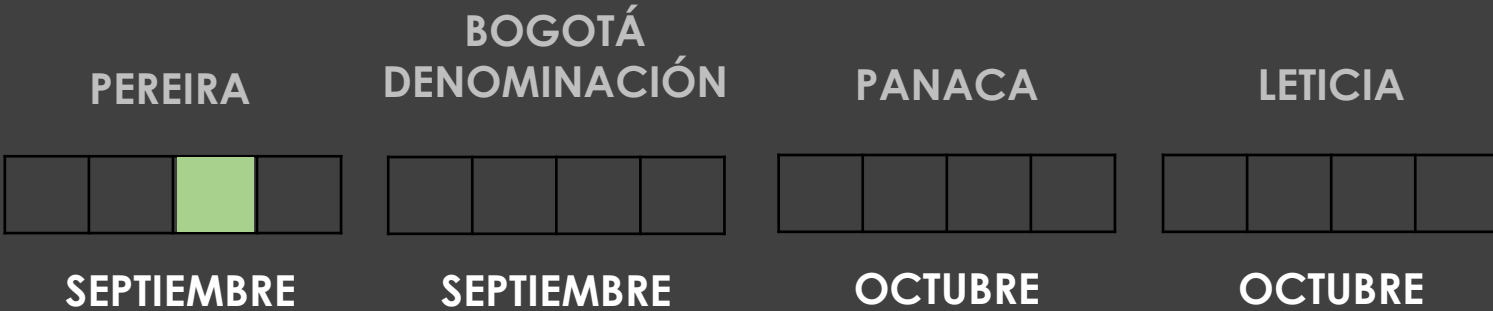 PEREIRA
BOGOTÁ
DENOMINACIÓN
PANACA
LETICIA
SEPTIEMBRE
SEPTIEMBRE
OCTUBRE
OCTUBRE